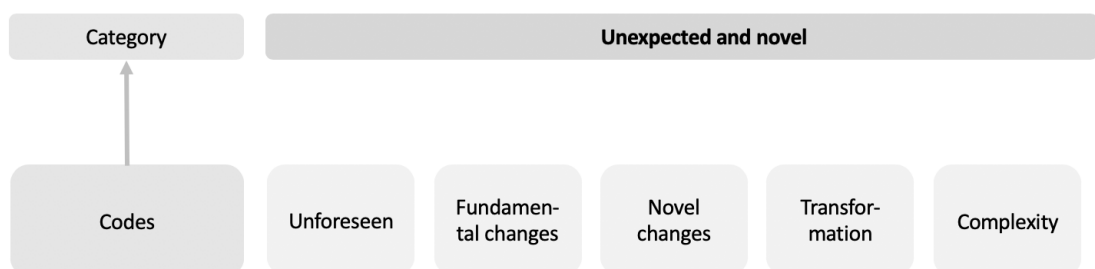 Category
Unexpected and novel
Codes
Unforeseen
Fundamen-
tal changes
Novel
changes
Transfor-
mation
Complexity